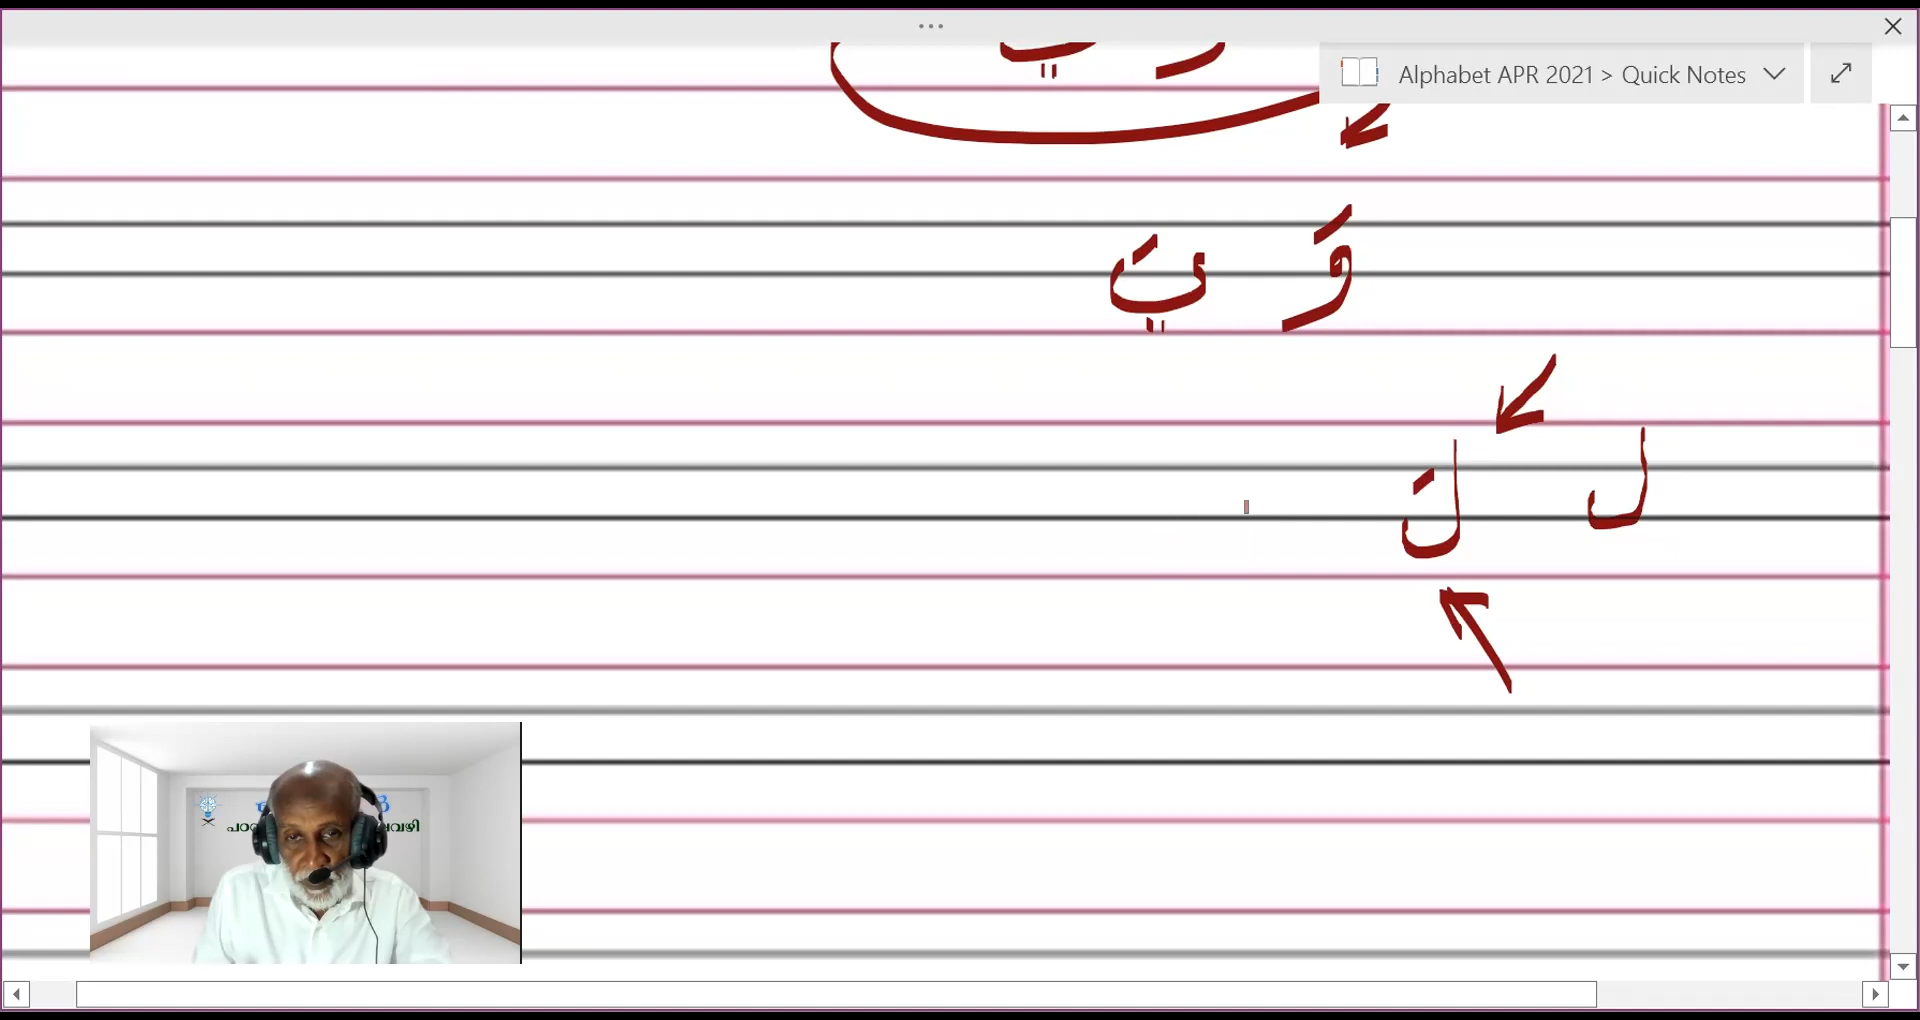 Alphabet APR 2021 > Quick Notes
وَ يَ
ل لَ